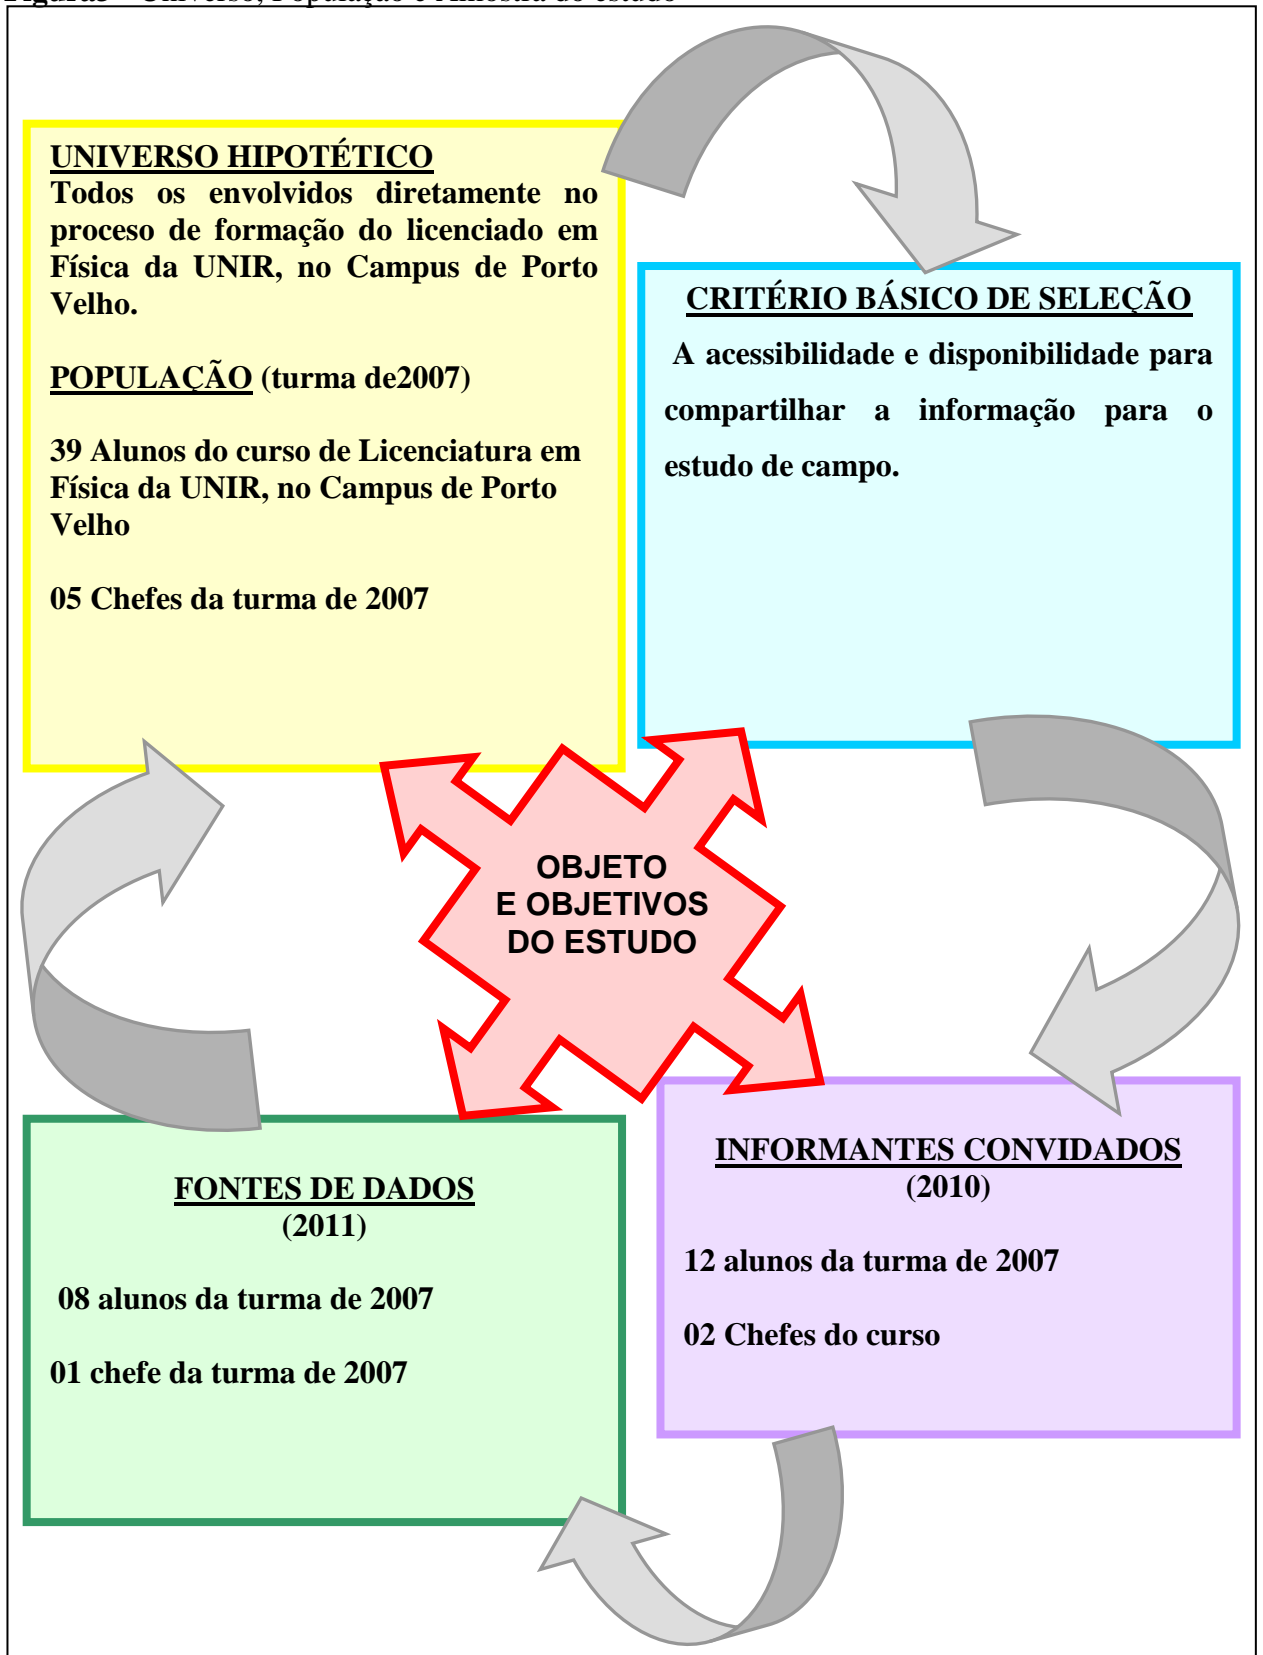 UNIVERSO HIPOTÉTICO
Todos os envolvidos diretamente no
proceso de formação do licenciado em
Física da UNIR, no Campus de Porto
Velho.
POPULAÇÃO (turma de2007)
39 Alunos do curso de Licenciatura em
Física da UNIR, no Campus de Porto
Velho
05 Chefes da turma de 2007
CRITÉRIO BÁSICO DE SELEÇÃO
A acessibilidade e disponibilidade para
compartilhar a informação para o
estudo de campo.
OBJETO
E OBJETIVOS
DO ESTUDO
FONTES DE DADOS
(2011)
08 alunos da turma de 2007
01 chefe da turma de 2007
INFORMANTES CONVIDADOS
(2010)
12 alunos da turma de 2007
02 Chefes do curso